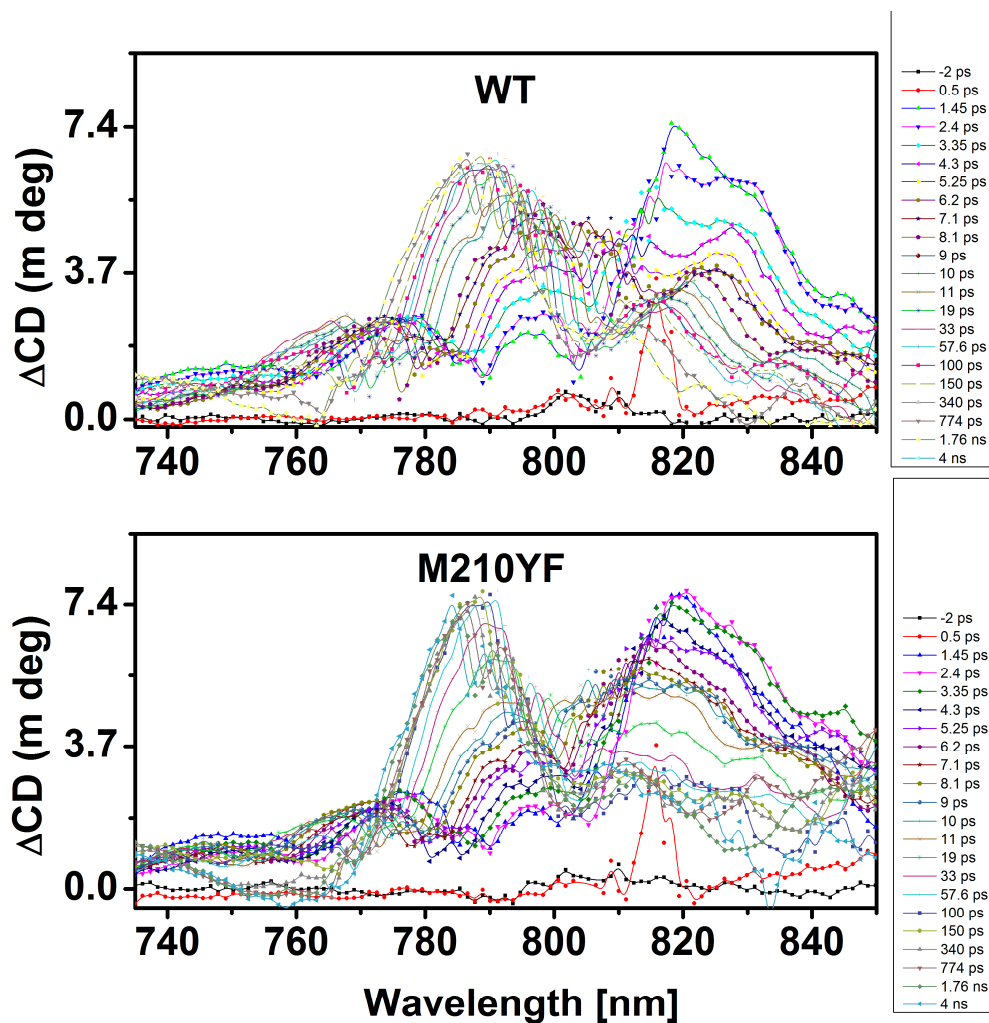 WT
ΔCD (m deg)
7.4
3.7
0.0
740 760 780 800 820 840
-2 ps
0.5 ps
1.45 ps
2.4 ps
3.35 ps
4.3 ps
5.25 ps
6.2 ps
7.1 ps
8.1 ps
9 ps
10 ps
11 ps
19 ps
33 ps
57.6 ps
100 ps
150 ps
340 ps
774 ps
1.76 ns
4 ns
M210YF
ΔCD (m deg)
7.4
3.7
0.0
740 760 780 800 820 840
Wavelength [nm]
-2 ps
0.5 ps
1.45 ps
2.4 ps
3.35 ps
4.3 ps
5.25 ps
6.2 ps
7.1 ps
8.1 ps
9 ps
10 ps
11 ps
19 ps
33 ps
57.6 ps
100 ps
150 ps
340 ps
774 ps
1.76 ns
4 ns